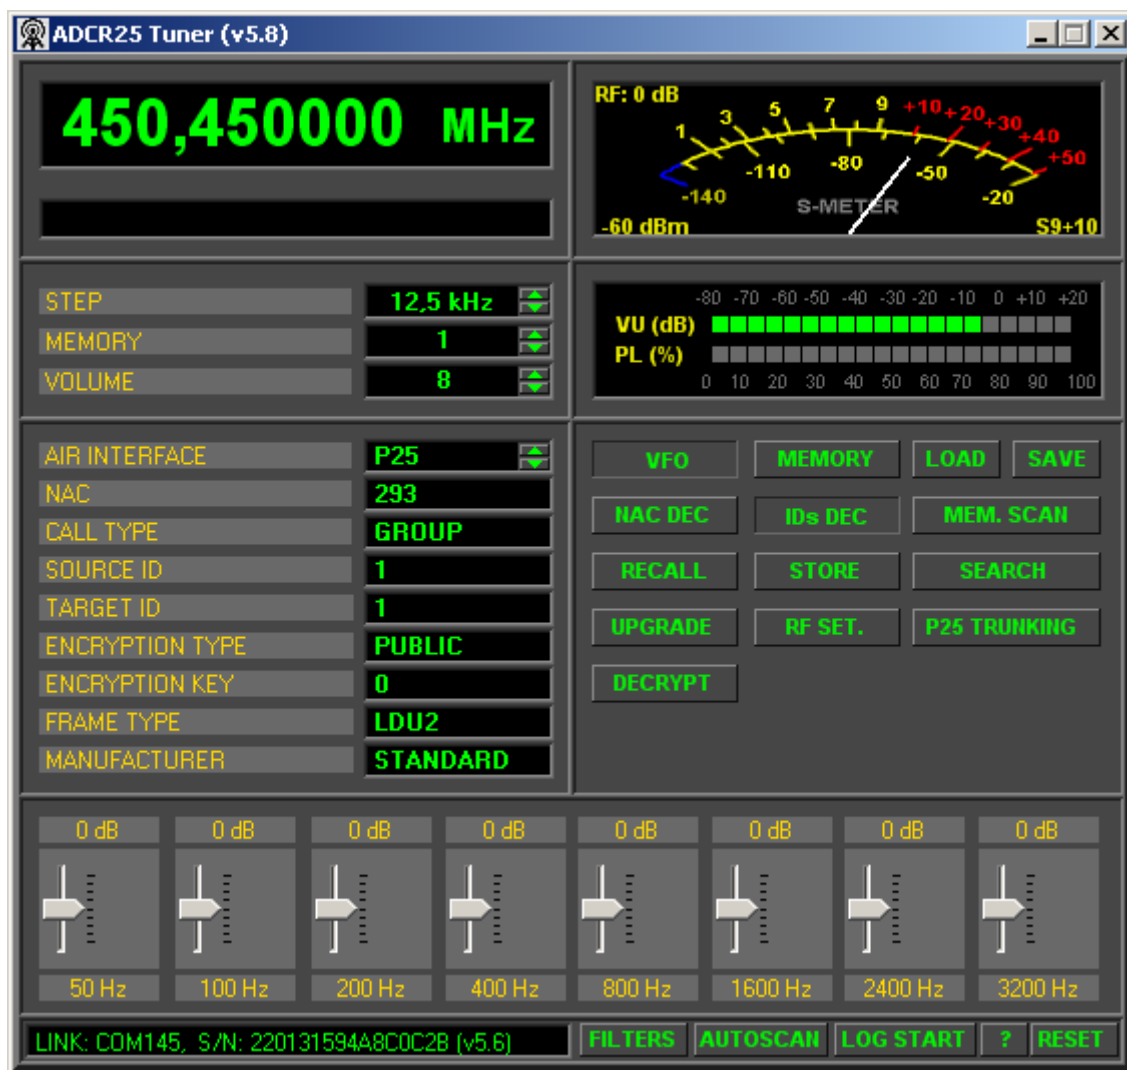 ADCR25 Tuner (v5.8)
450,450000 MHz
RF: 0 dB
1 3 5 7 9 +10 +20 +30 +40 +50
-140 -110 -80 -50 -20
S-METER
-60 dBm S9+10
STEP 12,5 kHz
MEMORY 1
VOLUME 8
-80 -70 -60 -50 -40 -30 -20 -10 0 +10 +20
VU (dB)
PL (%)
0 10 20 30 40 50 60 70 80 90 100
AIR INTERFACE P25
NAC 293
CALL TYPE GROUP
SOURCE ID 1
TARGET ID 1
ENCRYPTION TYPE PUBLIC
ENCRYPTION KEY 0
FRAME TYPE LDU2
MANUFACTURER STANDARD
VFO MEMORY LOAD SAVE
NAC DEC IDs DEC MEM. SCAN
RECALL STORE SEARCH
UPGRADE RF SET. P25 TRUNKING
DECRYPT
0 dB 0 dB 0 dB 0 dB 0 dB 0 dB 0 dB 0 dB
50 Hz 100 Hz 200 Hz 400 Hz 800 Hz 1600 Hz 2400 Hz 3200 Hz
LINK: COM145, S/N: 220131594A8C0C2B (v5.6) FILTERS AUTOSCAN LOG START ? RESET